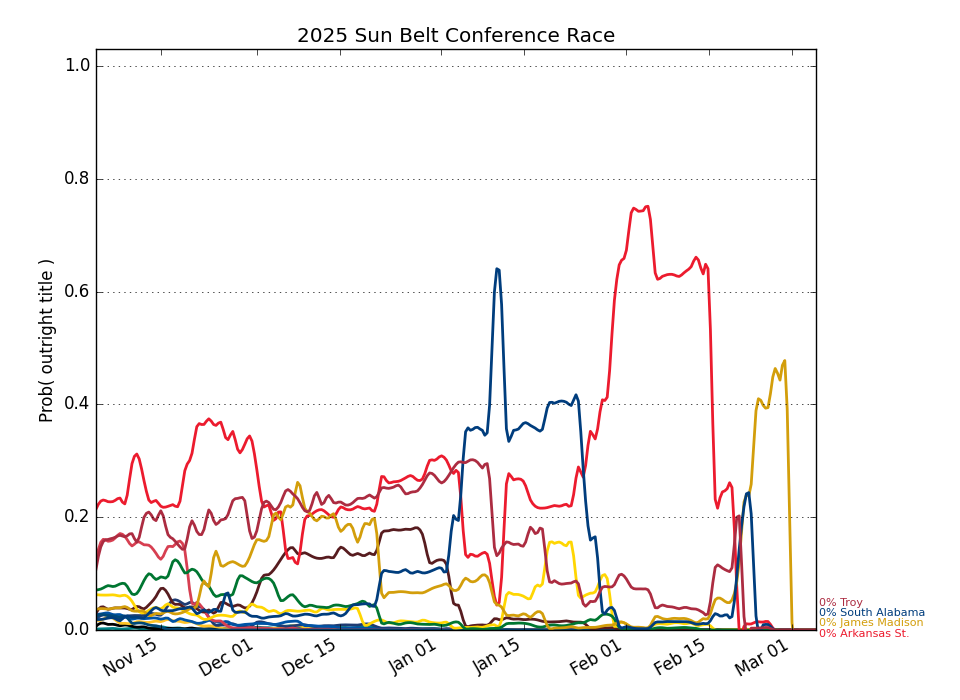 2025 Sun Belt Conference Race
1.0
0.8
0.6
0.4
0.2
0.0
Prob( outright title )
Nov 15
Dec 01
Dec 15
Jan 01
Jan 15
Feb 01
Feb 15
Mar 01
0% Troy
0% South Alabama
0% James Madison
0% Arkansas St.